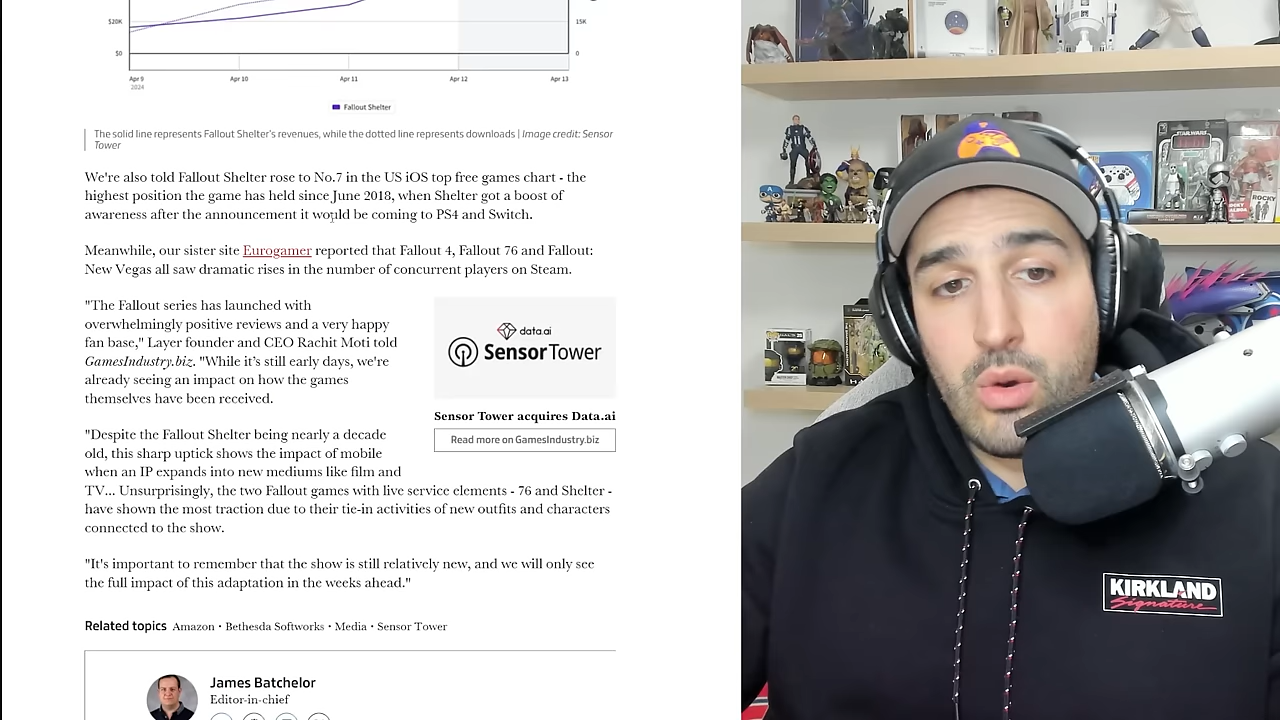 $20K
15K
$0
0
Apr 9
Apr 10
Apr 11
Apr 12
Apr 13
2024
Fallout Shelter
The solid line represents Fallout Shelter's revenues, while the dotted line represents downloads | Image credit: Sensor
Tower
We're also told Fallout Shelter rose to No.7 in the US iOS top free games chart - the
highest position the game has held since June 2018, when Shelter got a boost of
awareness after the announcement it would be coming to PS4 and Switch.
Meanwhile, our sister site Eurogamer reported that Fallout 4, Fallout 76 and Fallout:
New Vegas all saw dramatic rises in the number of concurrent players on Steam.
"The Fallout series has launched with
overwhelmingly positive reviews and a very happy
fan base," Layer founder and CEO Rachit Moti told
GamesIndustry.biz. "While it's still early days, we're
already seeing an impact on how the games
themselves have been received.
data.ai
SensorTower
Sensor Tower acquires Data.ai
Read more on GamesIndustry.biz
"Despite the Fallout Shelter being nearly a decade
old, this sharp uptick shows the impact of mobile
when an IP expands into new mediums like film and
TV... Unsurprisingly, the two Fallout games with live service elements - 76 and Shelter -
have shown the most traction due to their tie-in activities of new outfits and characters
connected to the show.
"It's important to remember that the show is still relatively new, and we will only see
the full impact of this adaptation in the weeks ahead."
Related topics Amazon • Bethesda Softworks • Media • Sensor Tower
James Batchelor
Editor-in-chief
STAR WARS
ROCKY
KIRKLAND
Signature